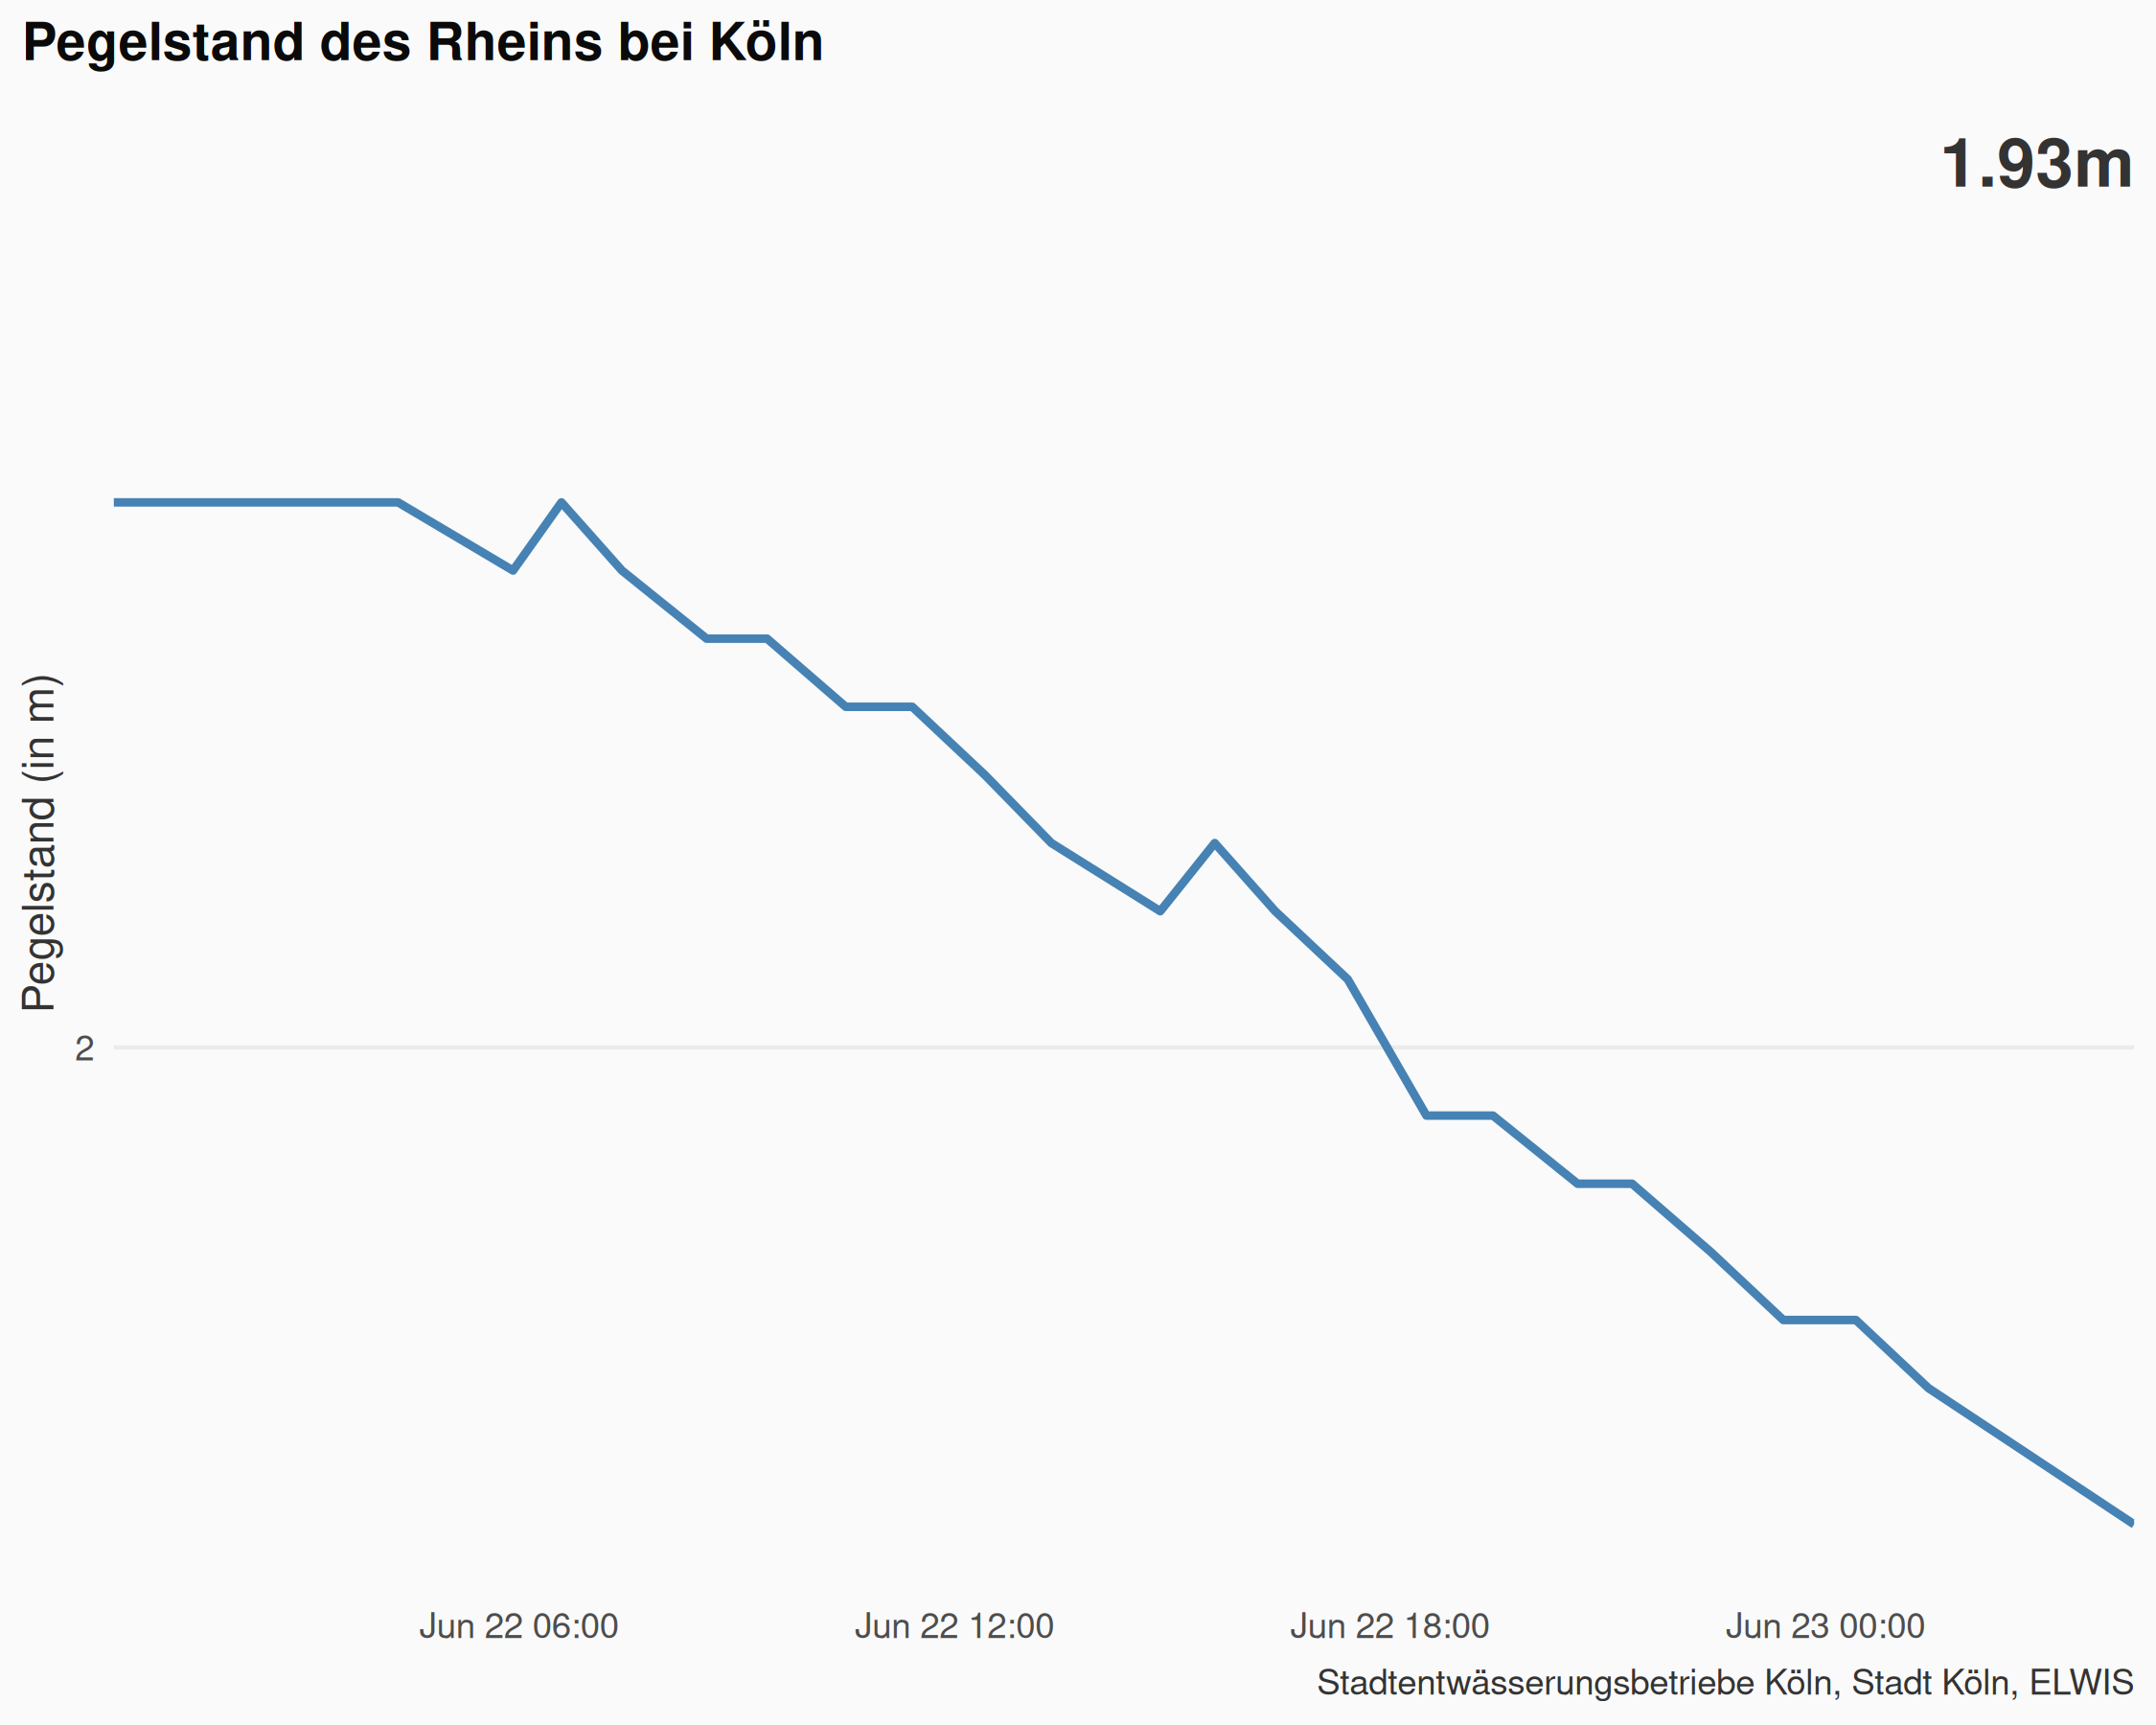 Pegelstand des Rheins bei Köln
1.93m
Pegelstand (in m)
2
Jun 22 06:00
Jun 22 12:00
Jun 22 18:00
Jun 23 00:00
Stadtentwässerungsbetriebe Köln, Stadt Köln, ELWIS